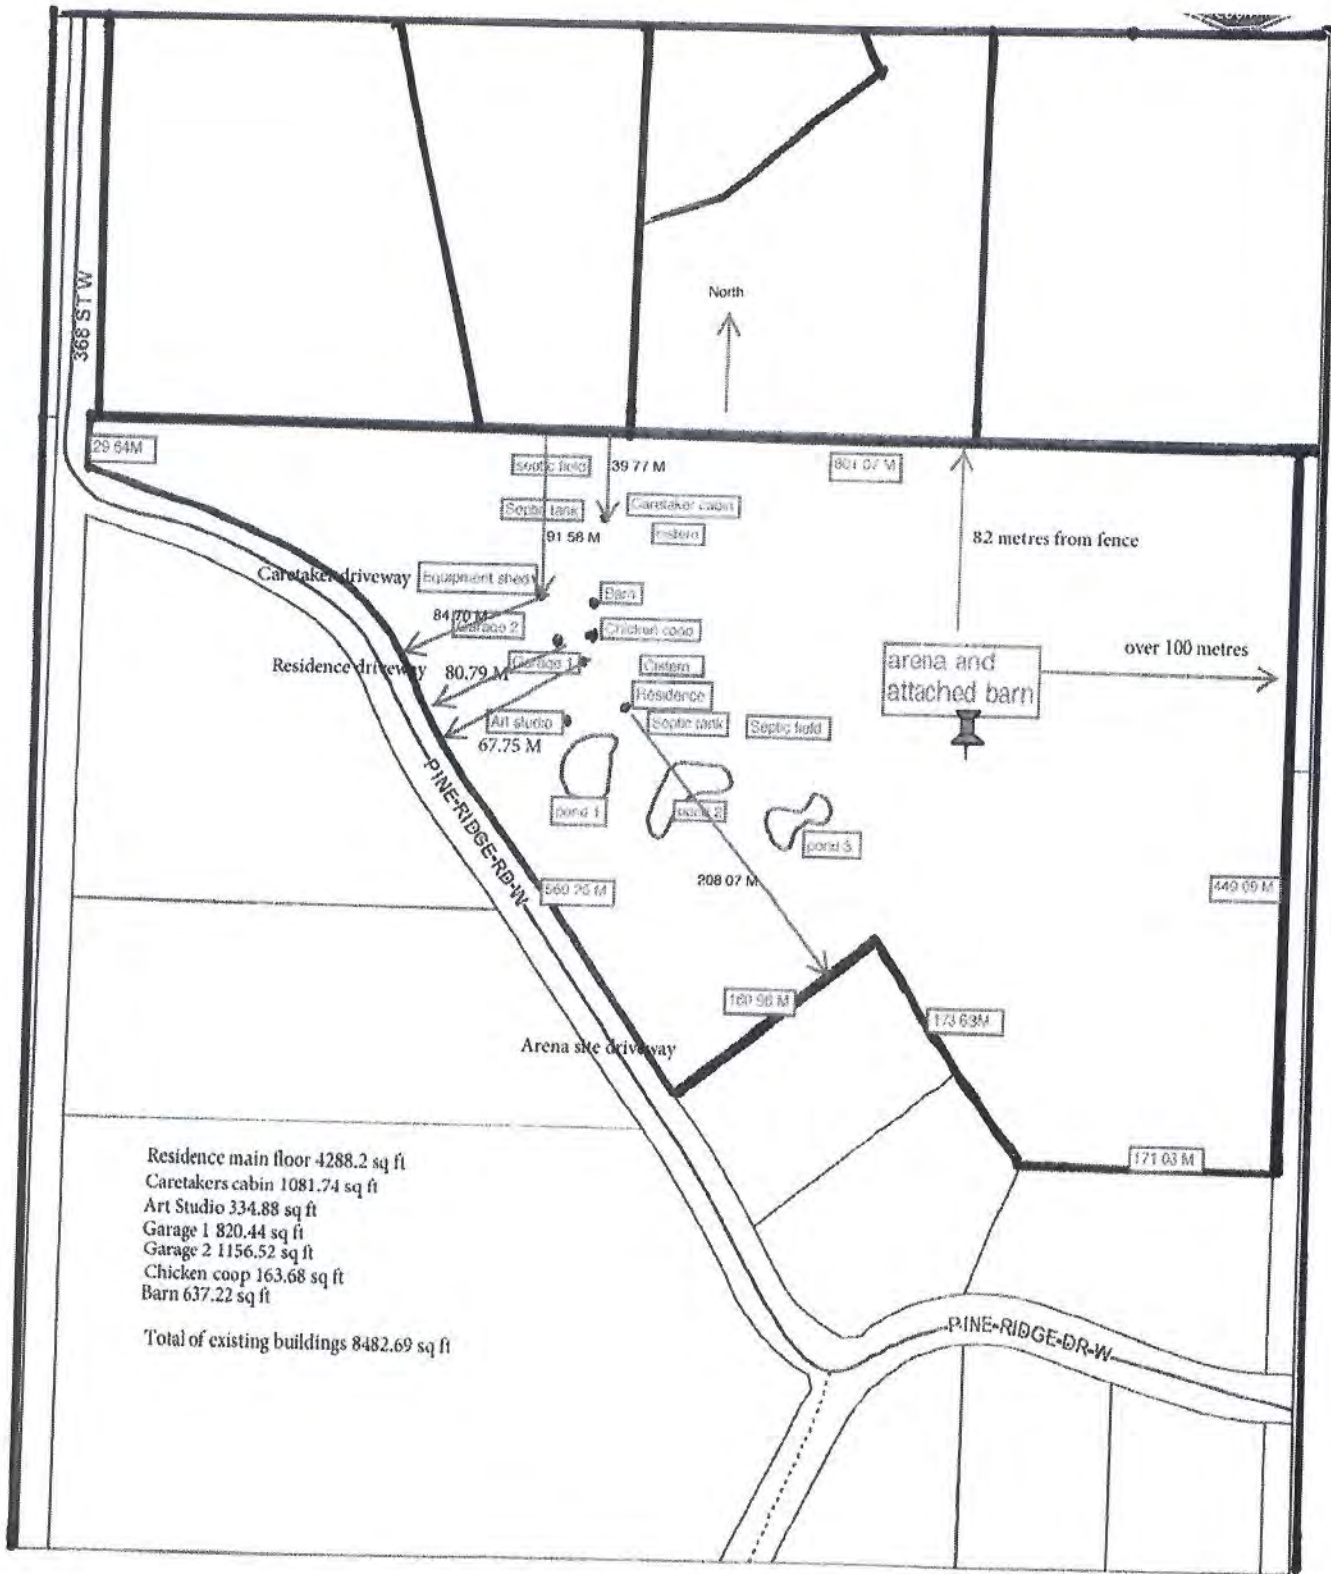 368 ST W
North
29 64M
septic field
39 77 M
801 07 M
Septic tank
Caretaker cabin
91 58 M
cistern
82 metres from fence
Caretaker driveway
Equipment shed
Barn
84.70 M
Garage 2
Chicken coop
Residence driveway
80.79 M
Garage 1
Cistern
arena and
attached barn
over 100 metres
Residence
Art studio
Septic tank
Septic field
67.75 M
PINE-RIDGE-RD-W
pond 1
pond 2
pond 3
208 07 M
449 09 M
160 96 M
173 63M
Arena site driveway
171 03 M
Residence main floor 4288.2 sq ft
Caretakers cabin 1081.74 sq ft
Art Studio 334.88 sq ft
Garage 1 820.44 sq ft
Garage 2 1156.52 sq ft
Chicken coop 163.68 sq ft
Barn 637.22 sq ft
Total of existing buildings 8482.69 sq ft
PINE-RIDGE-DR-W